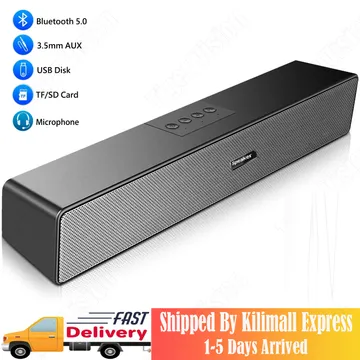 Bluetooth 5.0
3.5mm AUX
USB Disk
TF/SD Card
Microphone
FAST
Delivery
Shipped By Kilimall Express
1-5 Days Arrived